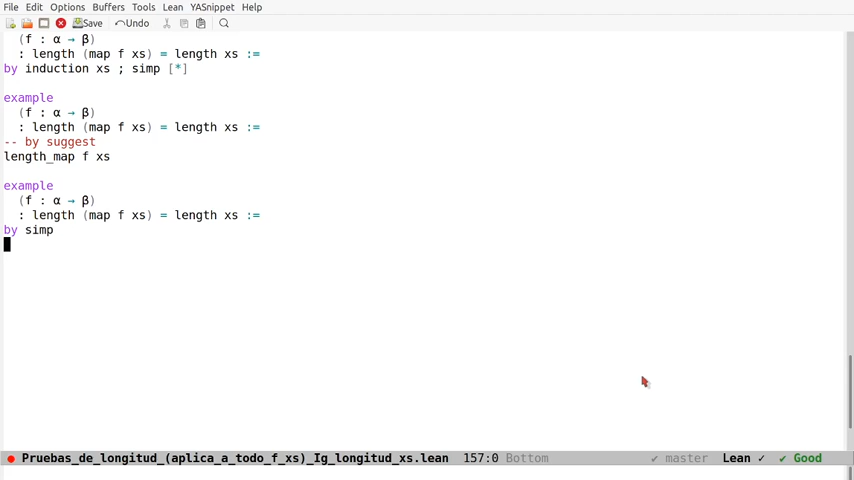 File Edit Options Buffers Tools Lean YASnippet Help
Save Undo
(f : α → β)
: length (map f xs) = length xs :=
by induction xs ; simp [*]
example
(f : α → β)
: length (map f xs) = length xs :=
-- by suggest
length_map f xs
example
(f : α → β)
: length (map f xs) = length xs :=
by simp
Pruebas_de_longitud_(aplica_a_todo_f_xs)_Ig_longitud_xs.lean 157:0 Bottom ✓ master Lean ✓ ✓ Good